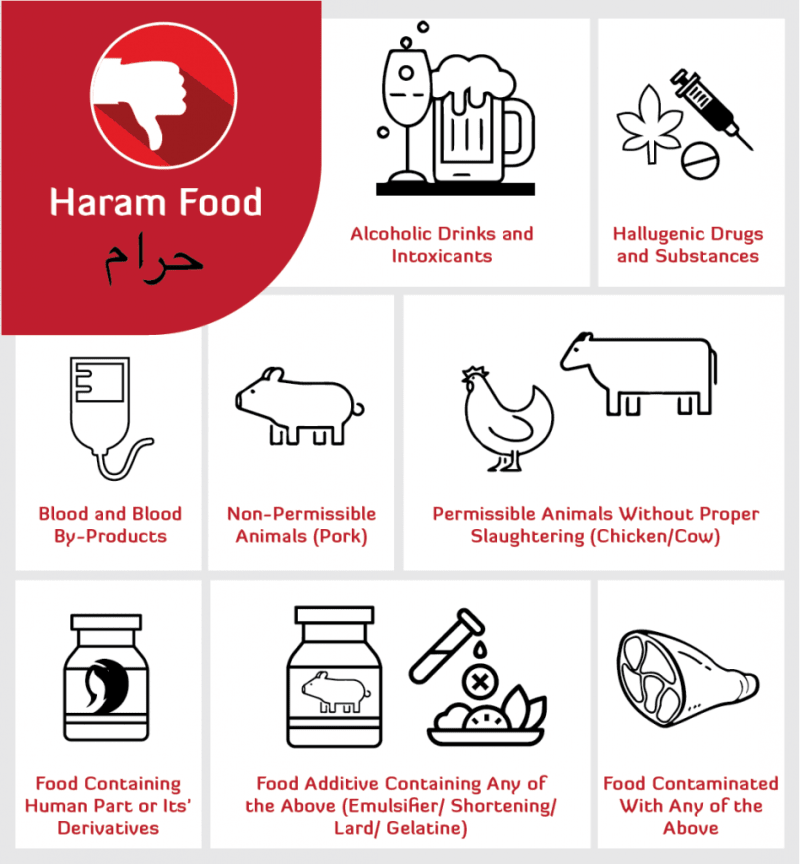 Haram Food
حرام
Alcoholic Drinks and
Intoxicants
Hallugenic Drugs
and Substances
Blood and Blood
By-Products
Non-Permissible
Animals (Pork)
Permissible Animals Without Proper
Slaughtering (Chicken/Cow)
Food Containing
Human Part or Its'
Derivatives
Food Additive Containing Any of
the Above (Emulsifier/ Shortening/
Lard/ Gelatine)
Food Contaminated
With Any of the
Above